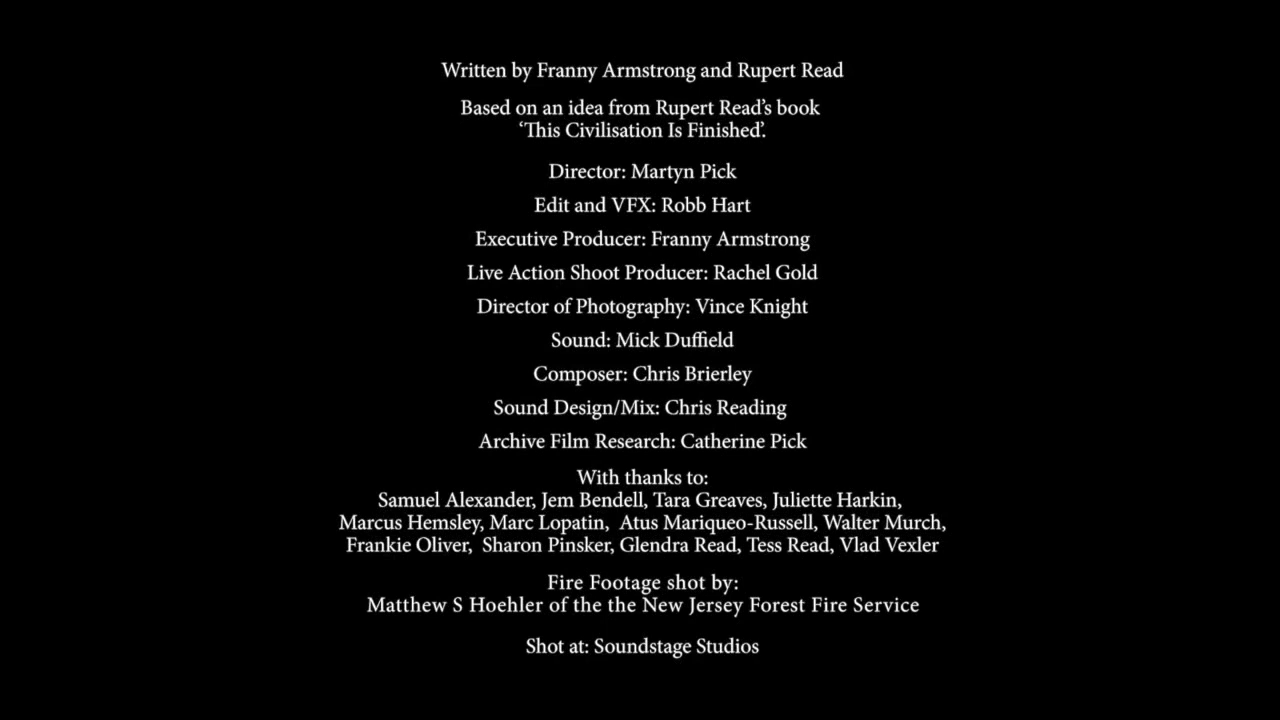 Written by Franny Armstrong and Rupert Read
Based on an idea from Rupert Read’s book
‘This Civilisation Is Finished’.
Director: Martyn Pick
Edit and VFX: Robb Hart
Executive Producer: Franny Armstrong
Live Action Shoot Producer: Rachel Gold
Director of Photography: Vince Knight
Sound: Mick Duffield
Composer: Chris Brierley
Sound Design/Mix: Chris Reading
Archive Film Research: Catherine Pick
With thanks to:
Samuel Alexander, Jem Bendell, Tara Greaves, Juliette Harkin,
Marcus Hemsley, Marc Lopatin,  Atus Mariqueo-Russell, Walter Murch,
Frankie Oliver,  Sharon Pinsker, Glendra Read, Tess Read, Vlad Vexler
Fire Footage shot by:
Matthew S Hoehler of the the New Jersey Forest Fire Service
Shot at: Soundstage Studios